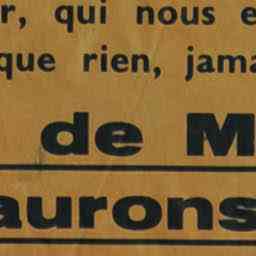 r, qui nous e
que rien, jama
de M
aurons